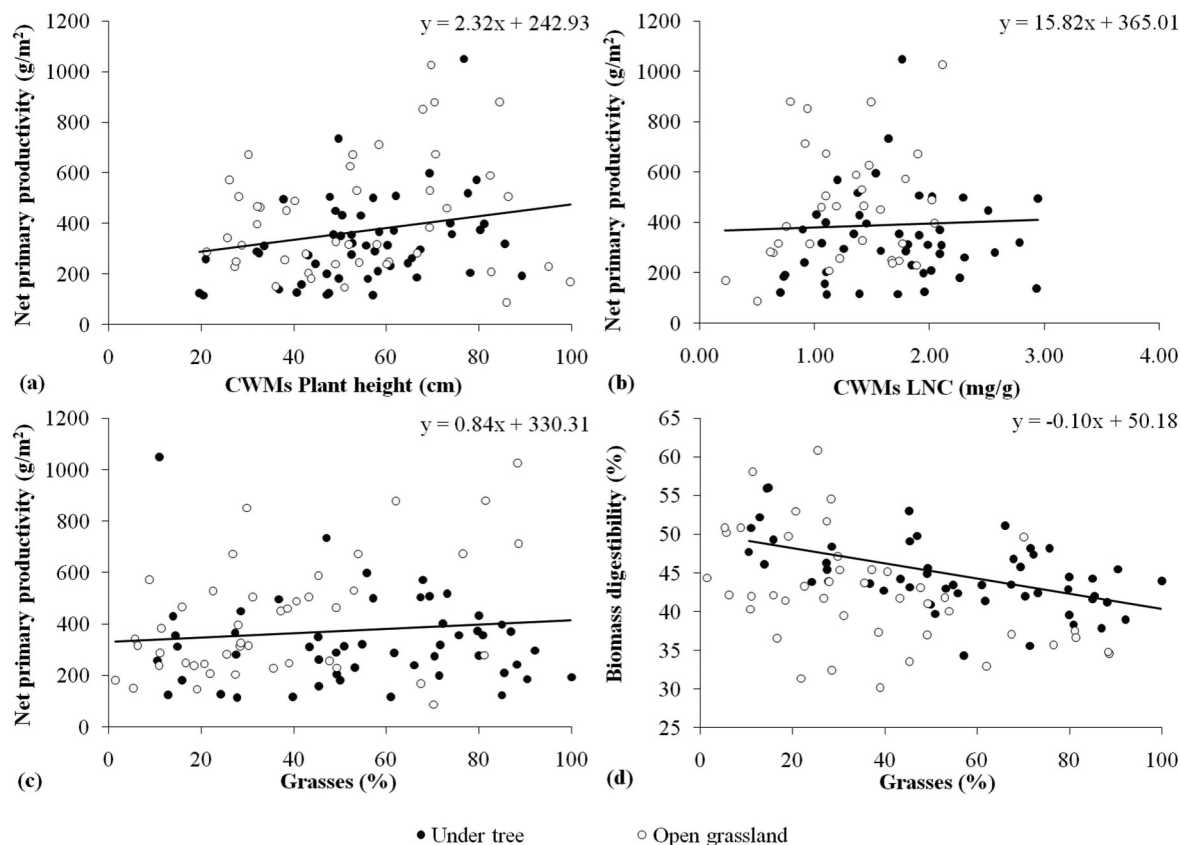 y = 2.32x + 242.93
Net primary productivity (g/m²)
1200
1000
800
600
400
200
0
0 20 40 60 80 100
(a) CWMs Plant height (cm)
y = 15.82x + 365.01
Net primary productivity (g/m²)
1200
1000
800
600
400
200
0
0.00 1.00 2.00 3.00 4.00
(b) CWMs LNC (mg/g)
y = 0.84x + 330.31
Net primary productivity (g/m²)
1200
1000
800
600
400
200
0
0 20 40 60 80 100
(c) Grasses (%)
y = -0.10x + 50.18
Biomass digestibility (%)
65
60
55
50
45
40
35
30
25
0 20 40 60 80 100
(d) Grasses (%)
● Under tree ○ Open grassland